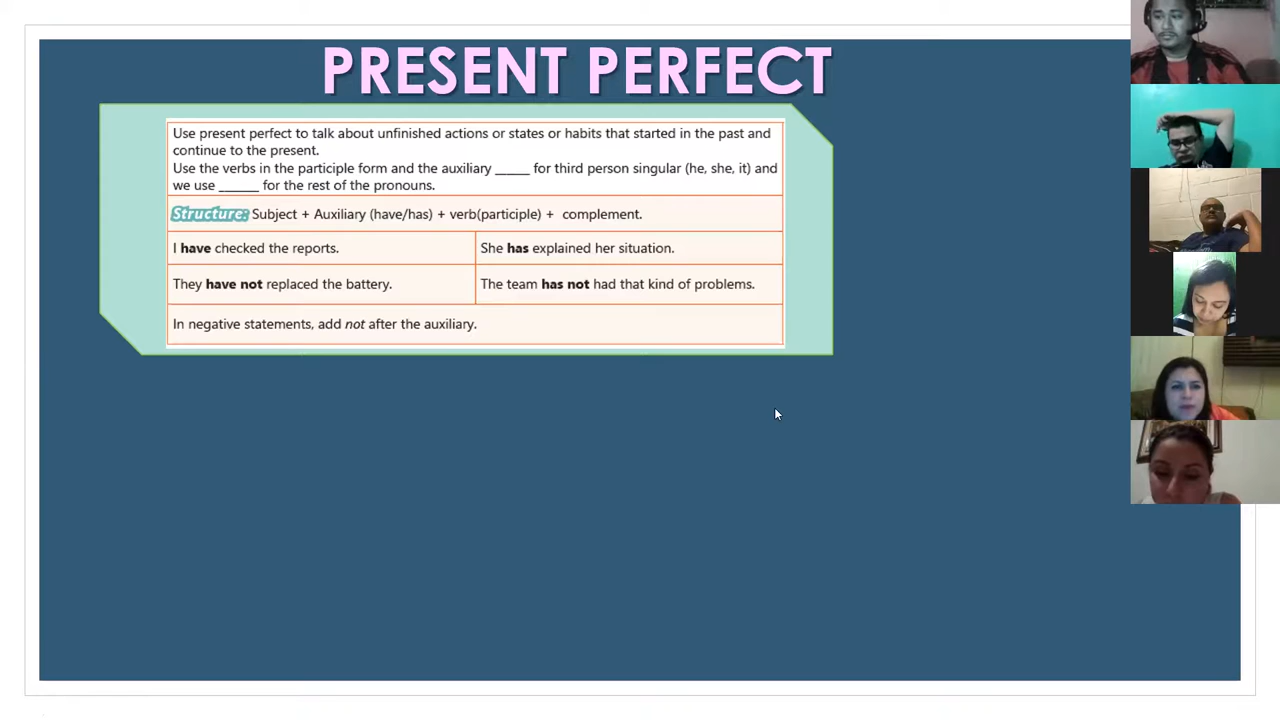 PRESENT PERFECT
Use present perfect to talk about unfinished actions or states or habits that started in the past and
continue to the present.
Use the verbs in the participle form and the auxiliary _____ for third person singular (he, she, it) and
we use ______ for the rest of the pronouns.
Structure: Subject + Auxiliary (have/has) + verb(participle) + complement.
I have checked the reports.
She has explained her situation.
They have not replaced the battery.
The team has not had that kind of problems.
In negative statements, add not after the auxiliary.